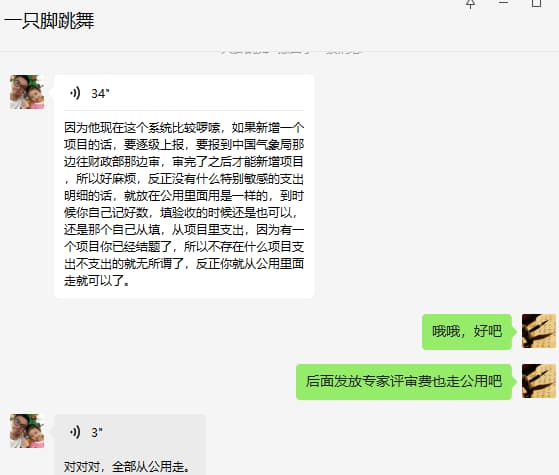 一只脚跳舞
34"
因为他现在这个系统比较啰嗦，如果新增一个
项目的话，要逐级上报，要报到中国气象局那
边往财政部那边审，审完了之后才能新增项目
，所以好麻烦，反正没有什么特别敏感的支出
明细的话，就放在公用里面用是一样的，到时
候你自己记好数，填验收的时候还是也可以，
还是那个自己从填，从项目里支出，因为有一
个项目你已经结题了，所以不存在什么项目支
出不支出的就无所谓了，反正你就从公用里面
走就可以了。
哦哦，好吧
后面发放专家评审费也走公用吧
3"
对对对，全部从公用走。